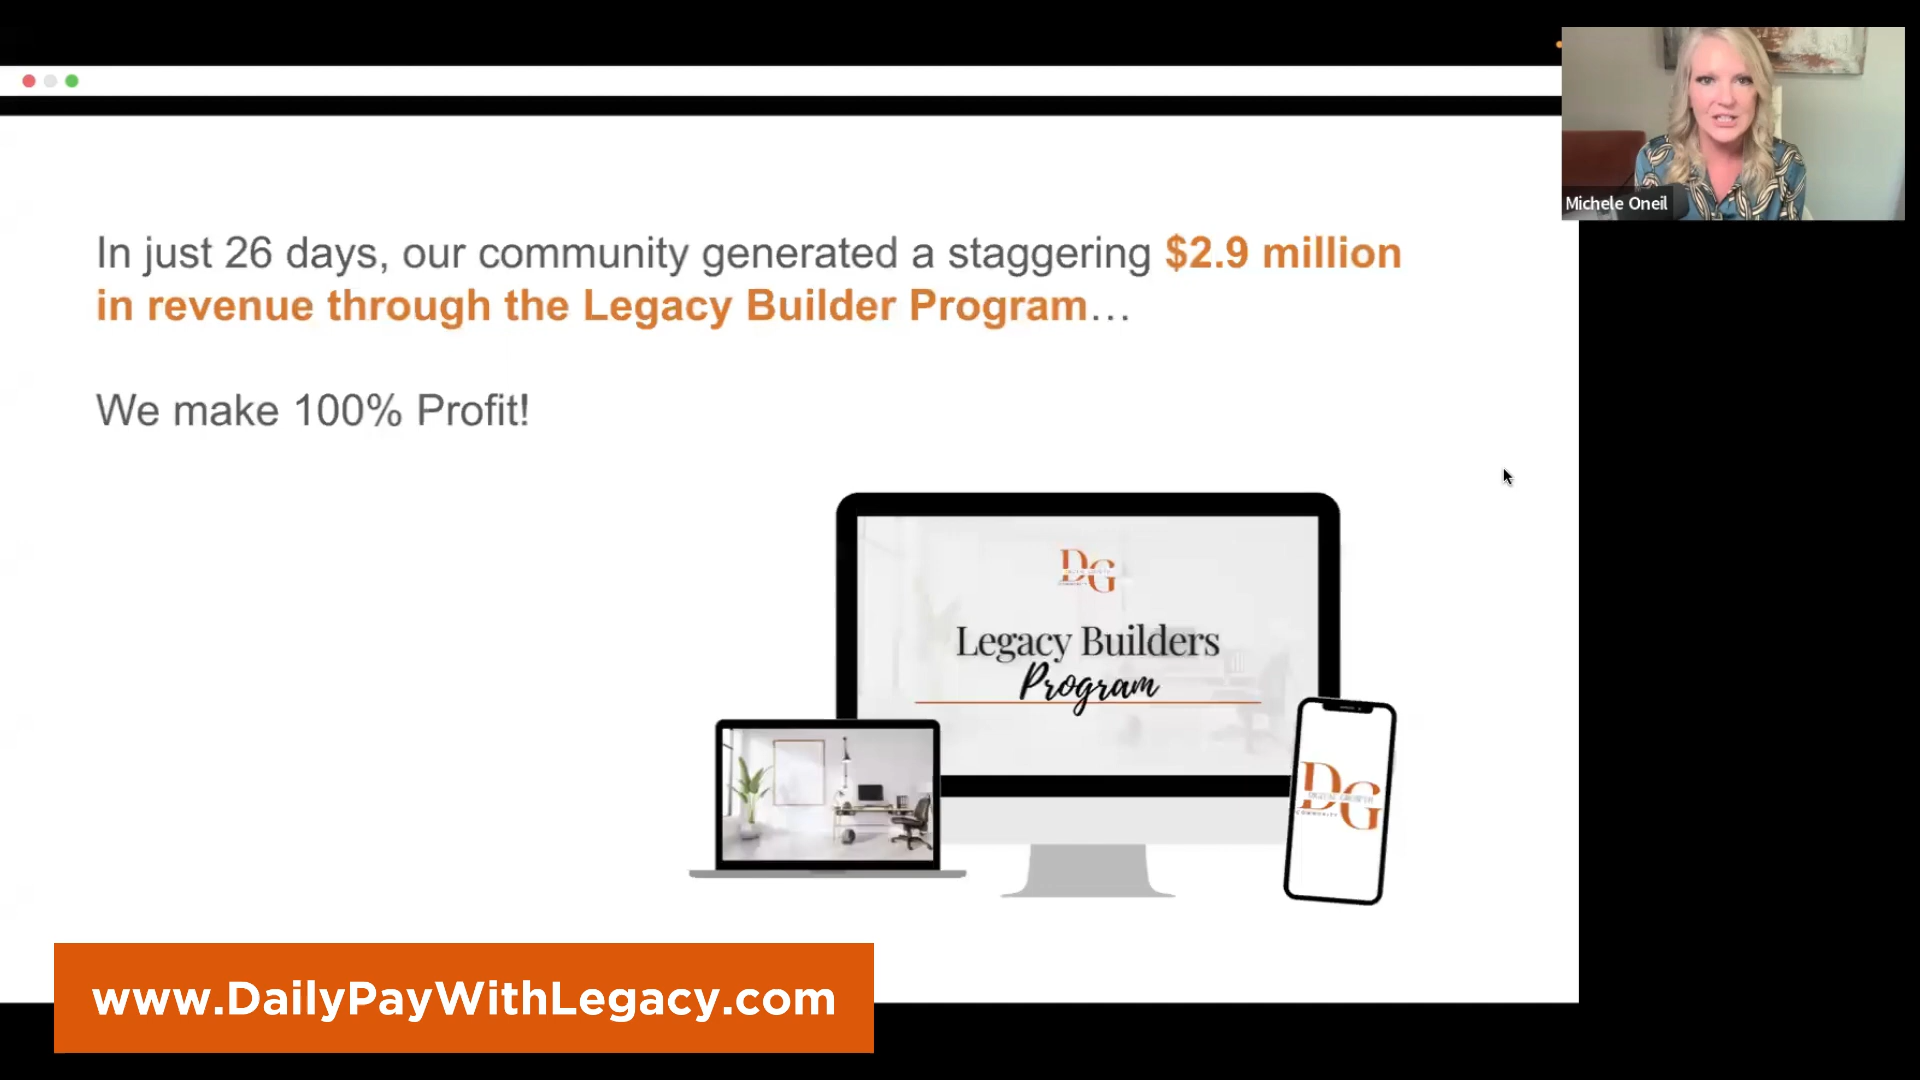 Michele Oneil
In just 26 days, our community generated a staggering $2.9 million
in revenue through the Legacy Builder Program…
We make 100% Profit!
DG
Legacy Builders
Program
DG
COMMUNITY
www.DailyPayWithLegacy.com